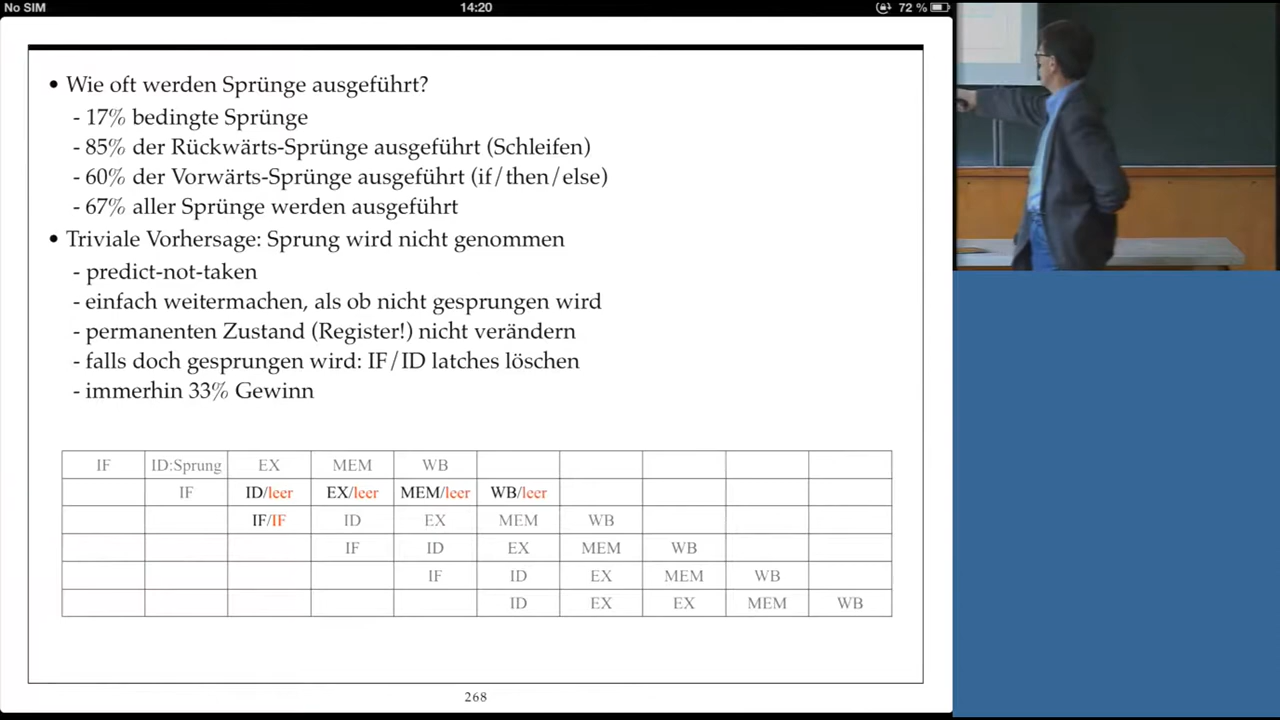 No SIM 14:20 72 %
• Wie oft werden Sprünge ausgeführt?
- 17% bedingte Sprünge
- 85% der Rückwärts-Sprünge ausgeführt (Schleifen)
- 60% der Vorwärts-Sprünge ausgeführt (if/then/else)
- 67% aller Sprünge werden ausgeführt
• Triviale Vorhersage: Sprung wird nicht genommen
- predict-not-taken
- einfach weitermachen, als ob nicht gesprungen wird
- permanenten Zustand (Register!) nicht verändern
- falls doch gesprungen wird: IF/ID latches löschen
- immerhin 33% Gewinn
IF ID:Sprung EX MEM WB
IF ID/leer EX/leer MEM/leer WB/leer
IF/IF ID EX MEM WB
IF ID EX MEM WB
IF ID EX MEM WB
ID EX EX MEM WB
268